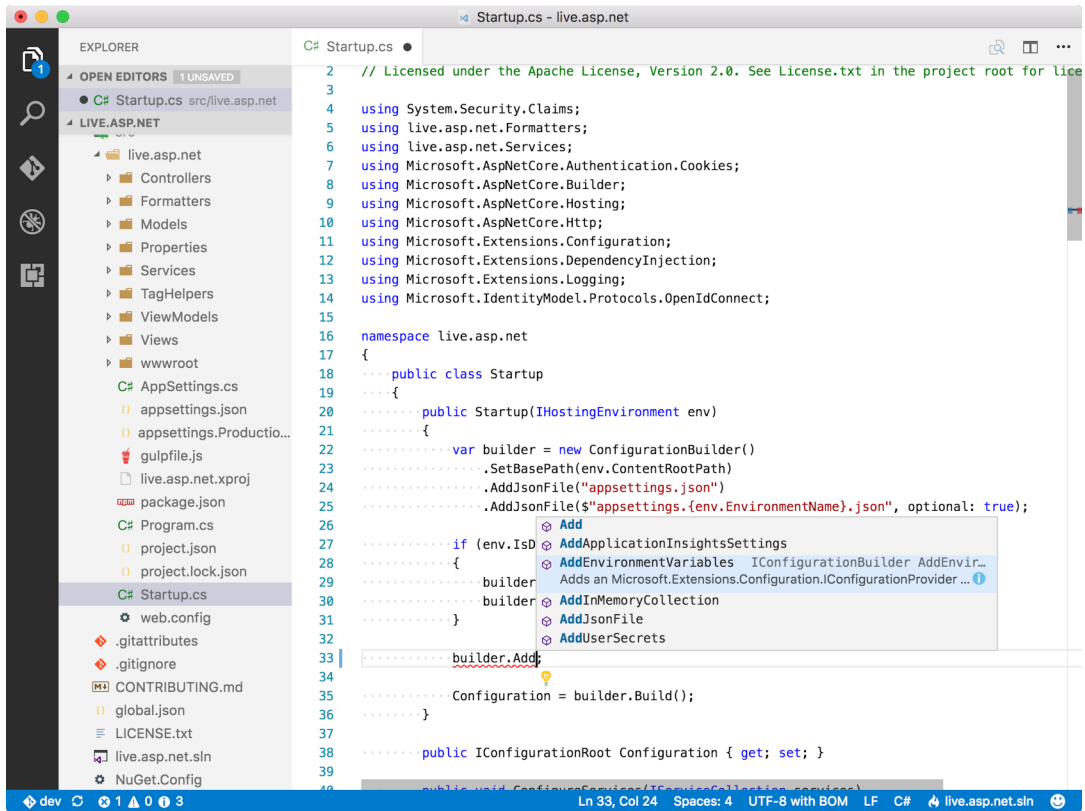 Startup.cs - live.asp.net
EXPLORER
C# Startup.cs
1
OPEN EDITORS 1 UNSAVED
C# Startup.cs src/live.asp.net
LIVE.ASP.NET
live.asp.net
Controllers
Formatters
Models
Properties
Services
TagHelpers
ViewModels
Views
wwwroot
C# AppSettings.cs
{} appsettings.json
{} appsettings.Productio...
gulpfile.js
live.asp.net.xproj
npm package.json
C# Program.cs
{} project.json
{} project.lock.json
C# Startup.cs
web.config
.gitattributes
.gitignore
M↓ CONTRIBUTING.md
{} global.json
LICENSE.txt
live.asp.net.sln
NuGet.Config
2 // Licensed under the Apache License, Version 2.0. See License.txt in the project root for lice
3
4 using System.Security.Claims;
5 using live.asp.net.Formatters;
6 using live.asp.net.Services;
7 using Microsoft.AspNetCore.Authentication.Cookies;
8 using Microsoft.AspNetCore.Builder;
9 using Microsoft.AspNetCore.Hosting;
10 using Microsoft.AspNetCore.Http;
11 using Microsoft.Extensions.Configuration;
12 using Microsoft.Extensions.DependencyInjection;
13 using Microsoft.Extensions.Logging;
14 using Microsoft.IdentityModel.Protocols.OpenIdConnect;
15
16 namespace live.asp.net
17 {
18 public class Startup
19 {
20 public Startup(IHostingEnvironment env)
21 {
22 var builder = new ConfigurationBuilder()
23 .SetBasePath(env.ContentRootPath)
24 .AddJsonFile("appsettings.json")
25 .AddJsonFile($"appsettings.{env.EnvironmentName}.json", optional: true);
26
27 if (env.IsD
28 {
29 builder
30 builder
31 }
32
33 builder.Add;
34
35 Configuration = builder.Build();
36 }
37
38 public IConfigurationRoot Configuration { get; set; }
39
40 public void ConfigureServices(IServiceCollection services)
Add
AddApplicationInsightsSettings
AddEnvironmentVariables IConfigurationBuilder AddEnvir...
Adds an Microsoft.Extensions.Configuration.IConfigurationProvider ...
AddInMemoryCollection
AddJsonFile
AddUserSecrets
dev 1 0 3 Ln 33, Col 24 Spaces: 4 UTF-8 with BOM LF C# live.asp.net.sln